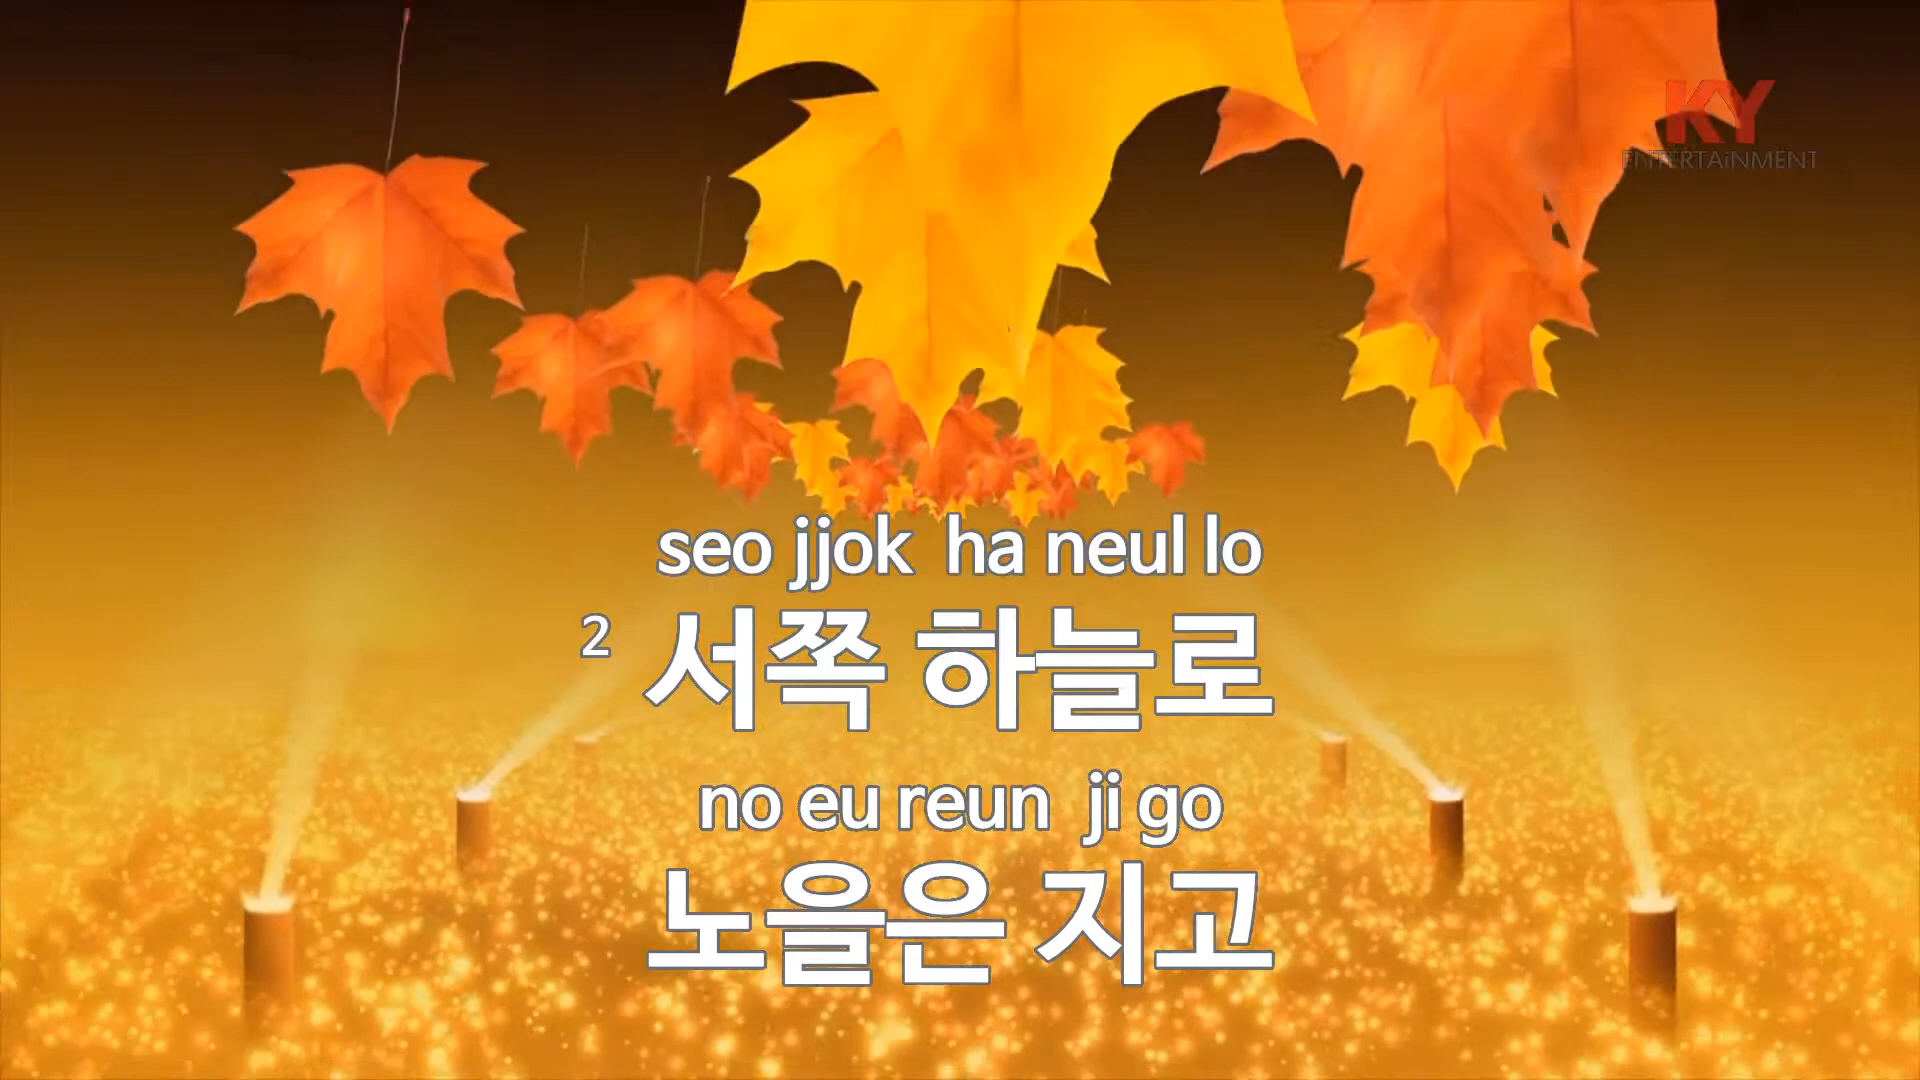 KY
ENTERTAiNMENT
seo jjok ha neul lo
2 서쪽 하늘로
no eu reun ji go
노을은 지고